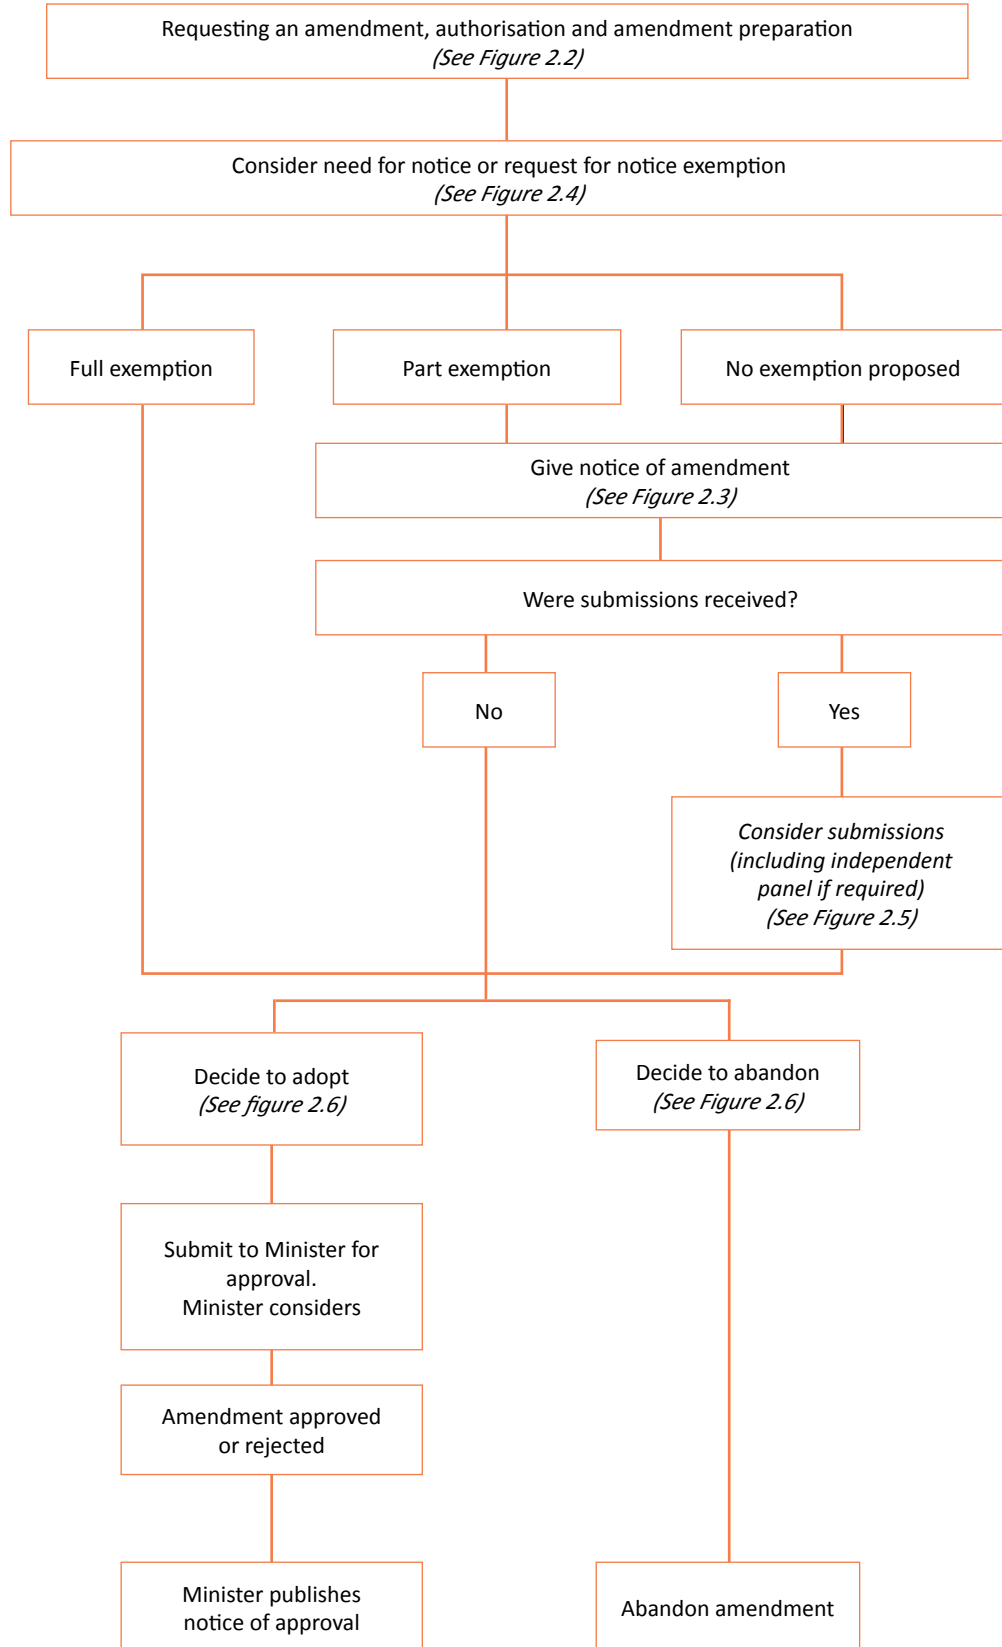 Requesting an amendment, authorisation and amendment preparation
(See Figure 2.2)
Consider need for notice or request for notice exemption
(See Figure 2.4)
Full exemption
Part exemption
No exemption proposed
Give notice of amendment
(See Figure 2.3)
Were submissions received?
No
Yes
Consider submissions
(including independent
panel if required)
(See Figure 2.5)
Decide to adopt
(See figure 2.6)
Decide to abandon
(See Figure 2.6)
Submit to Minister for
approval.
Minister considers
Amendment approved
or rejected
Minister publishes
notice of approval
Abandon amendment